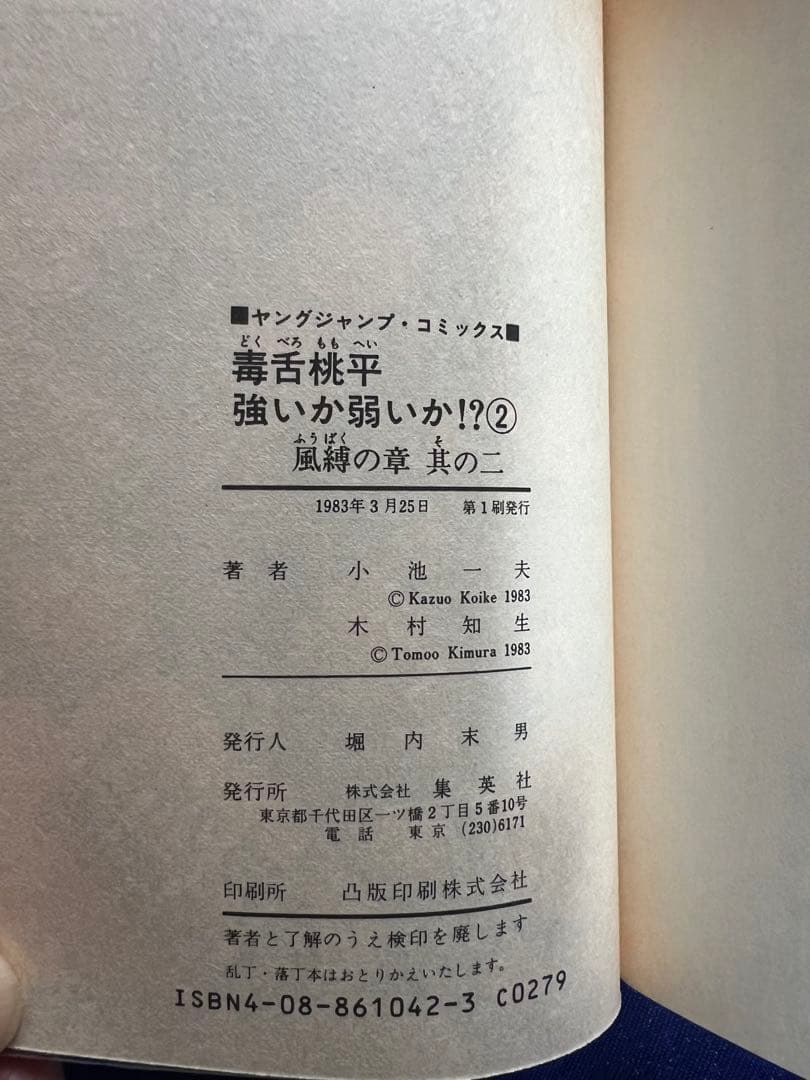 ■ヤングジャンプ・コミックス■
どくべろももへい
毒舌桃平
強いか弱いか!?②
ふうばく そ
風縛の章 其の二
1983年3月25日 第1刷発行
著者 小池一夫
© Kazuo Koike 1983
木村知生
© Tomoo Kimura 1983
発行人 堀内末男
発行所 株式会社 集英社
東京都千代田区一ツ橋2丁目5番10号
電話 東京 (230)6171
印刷所 凸版印刷株式会社
著者と了解のうえ検印を廃します
乱丁・落丁本はおとりかえいたします。
ISBN4-08-861042-3 C0279